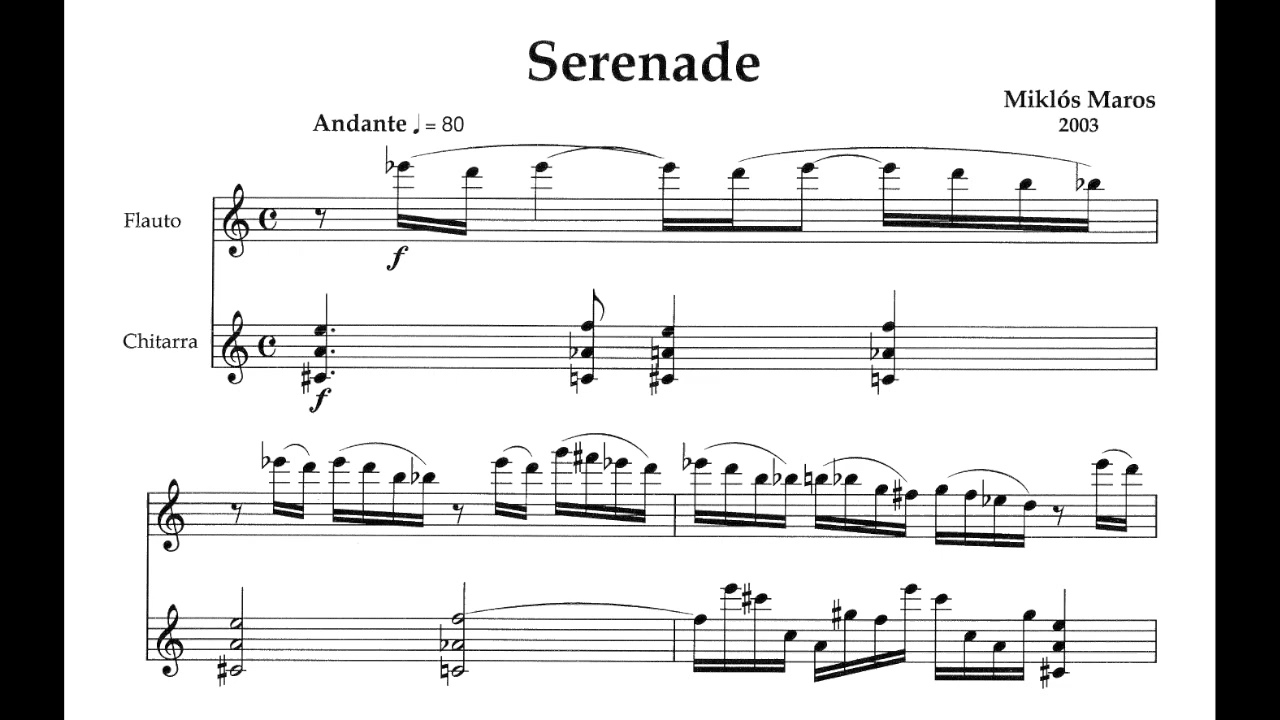 Serenade
Miklós Maros
2003
Andante ♩ = 80
Flauto
f
Chitarra
f